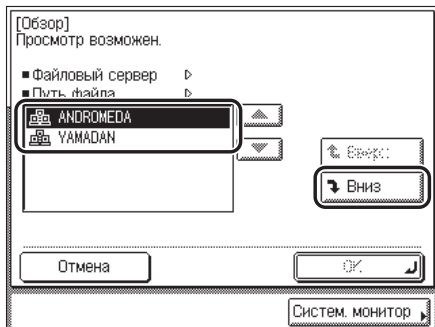 [Обзор]
Просмотр возможен.
■ Файловый сервер ▷
■ Путь файла ▷
ANDROMEDA
YAMADAN
Вверх
Вниз
Отмена
OK
Систем. монитор